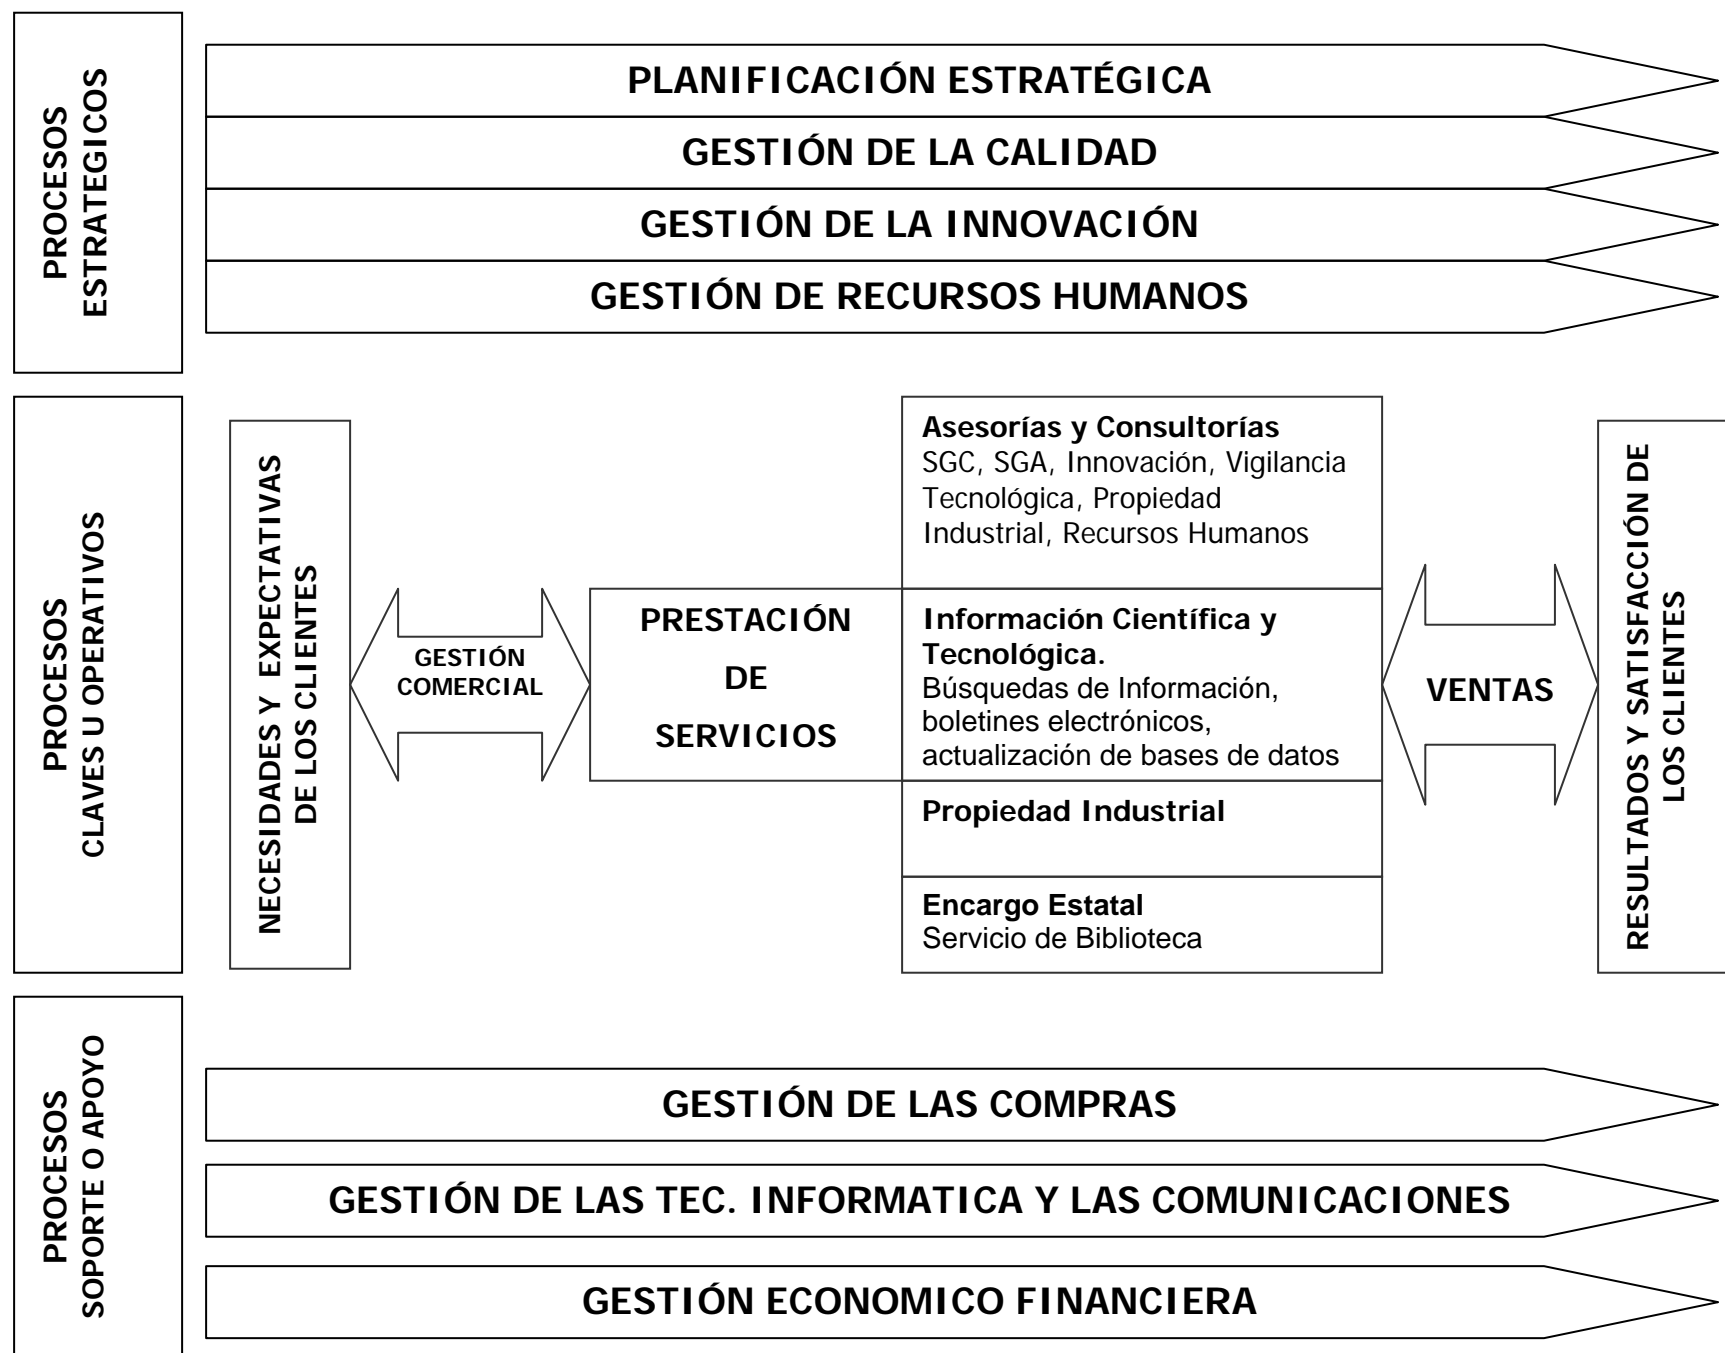 PROCESOS
ESTRATEGICOS
PLANIFICACIÓN ESTRATÉGICA
GESTIÓN DE LA CALIDAD
GESTIÓN DE LA INNOVACIÓN
GESTIÓN DE RECURSOS HUMANOS
PROCESOS
CLAVES U OPERATIVOS
NECESIDADES Y EXPECTATIVAS
DE LOS CLIENTES
GESTIÓN
COMERCIAL
PRESTACIÓN
DE
SERVICIOS
Asesorías y Consultorías
SGC, SGA, Innovación, Vigilancia
Tecnológica, Propiedad
Industrial, Recursos Humanos
Información Científica y
Tecnológica.
Búsquedas de Información,
boletines electrónicos,
actualización de bases de datos
Propiedad Industrial
Encargo Estatal
Servicio de Biblioteca
VENTAS
RESULTADOS Y SATISFACCIÓN DE
LOS CLIENTES
PROCESOS
SOPORTE O APOYO
GESTIÓN DE LAS COMPRAS
GESTIÓN DE LAS TEC. INFORMATICA Y LAS COMUNICACIONES
GESTIÓN ECONOMICO FINANCIERA